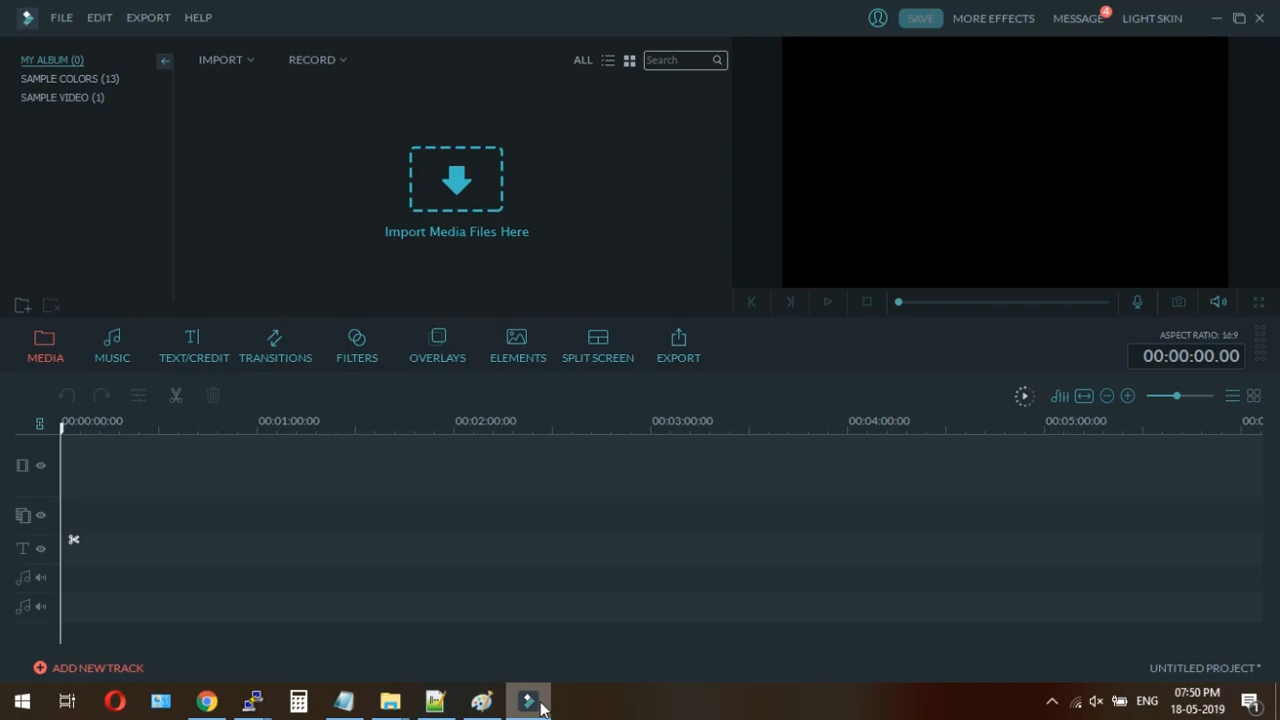 FILE EDIT EXPORT HELP
SAVE MORE EFFECTS MESSAGE 4 LIGHT SKIN
MY ALBUM (0)
SAMPLE COLORS (13)
SAMPLE VIDEO (1)
IMPORT RECORD ALL Search
Import Media Files Here
MEDIA MUSIC TEXT/CREDIT TRANSITIONS FILTERS OVERLAYS ELEMENTS SPLIT SCREEN EXPORT
ASPECT RATIO: 16:9
00:00:00.00
00:00:00:00 00:01:00:00 00:02:00:00 00:03:00:00 00:04:00:00 00:05:00:00 00:0
ADD NEW TRACK
UNTITLED PROJECT*
ENG
07:50 PM
18-05-2019
1